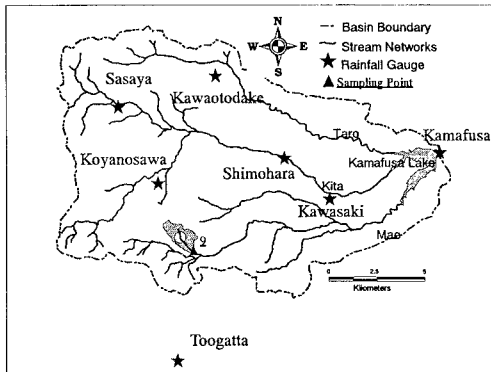 N
W E
S
Basin Boundary
Stream Networks
Rainfall Gauge
Sampling Point
Sasaya
Kawaotodake
Taro
Kamafusa
Kamafusa Lake
Koyanosawa
Shimohara
Kita
Kawasaki
Mae
9
0 2.5 5
Kilometers
Toogatta